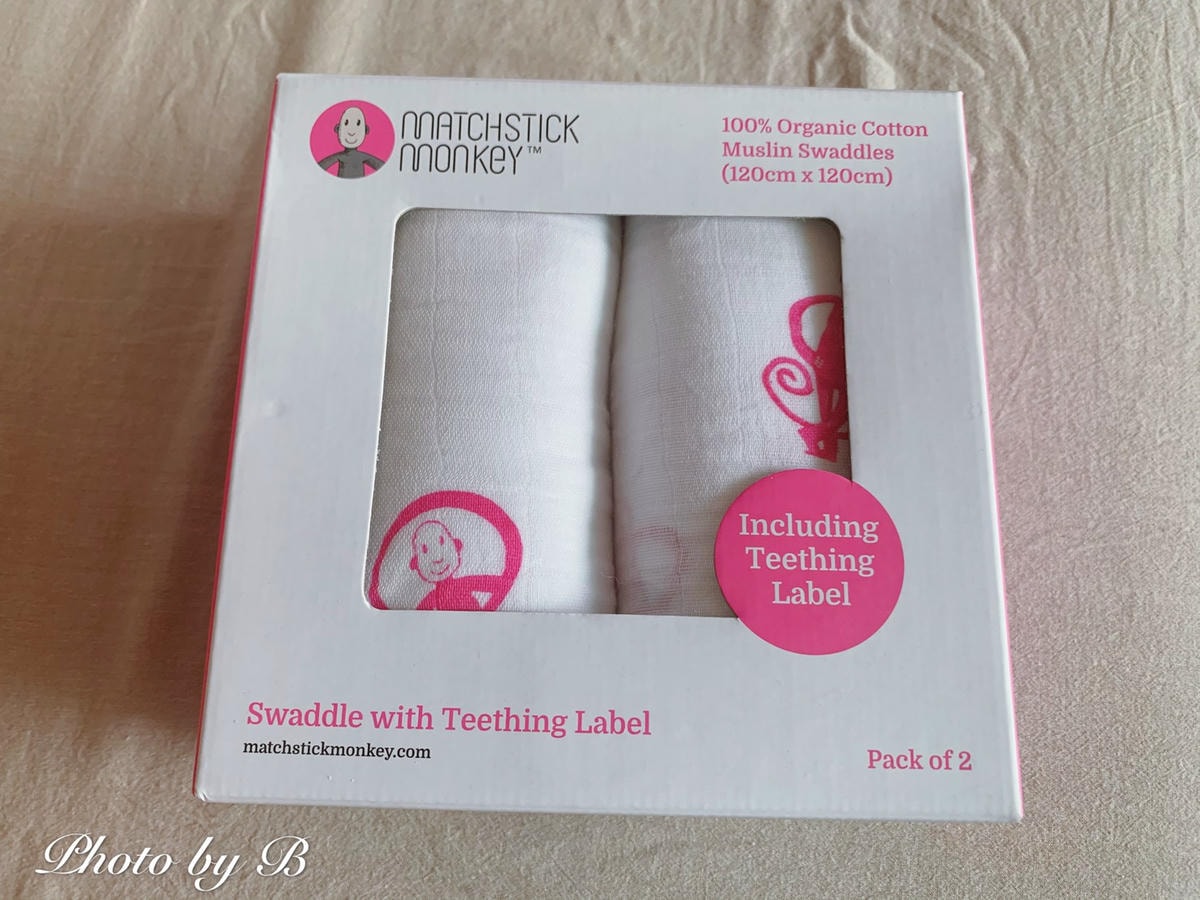 MATCHSTICK
MONKEY™
100% Organic Cotton
Muslin Swaddles
(120cm x 120cm)
Including
Teething
Label
Swaddle with Teething Label
matchstickmonkey.com
Pack of 2
Photo by B